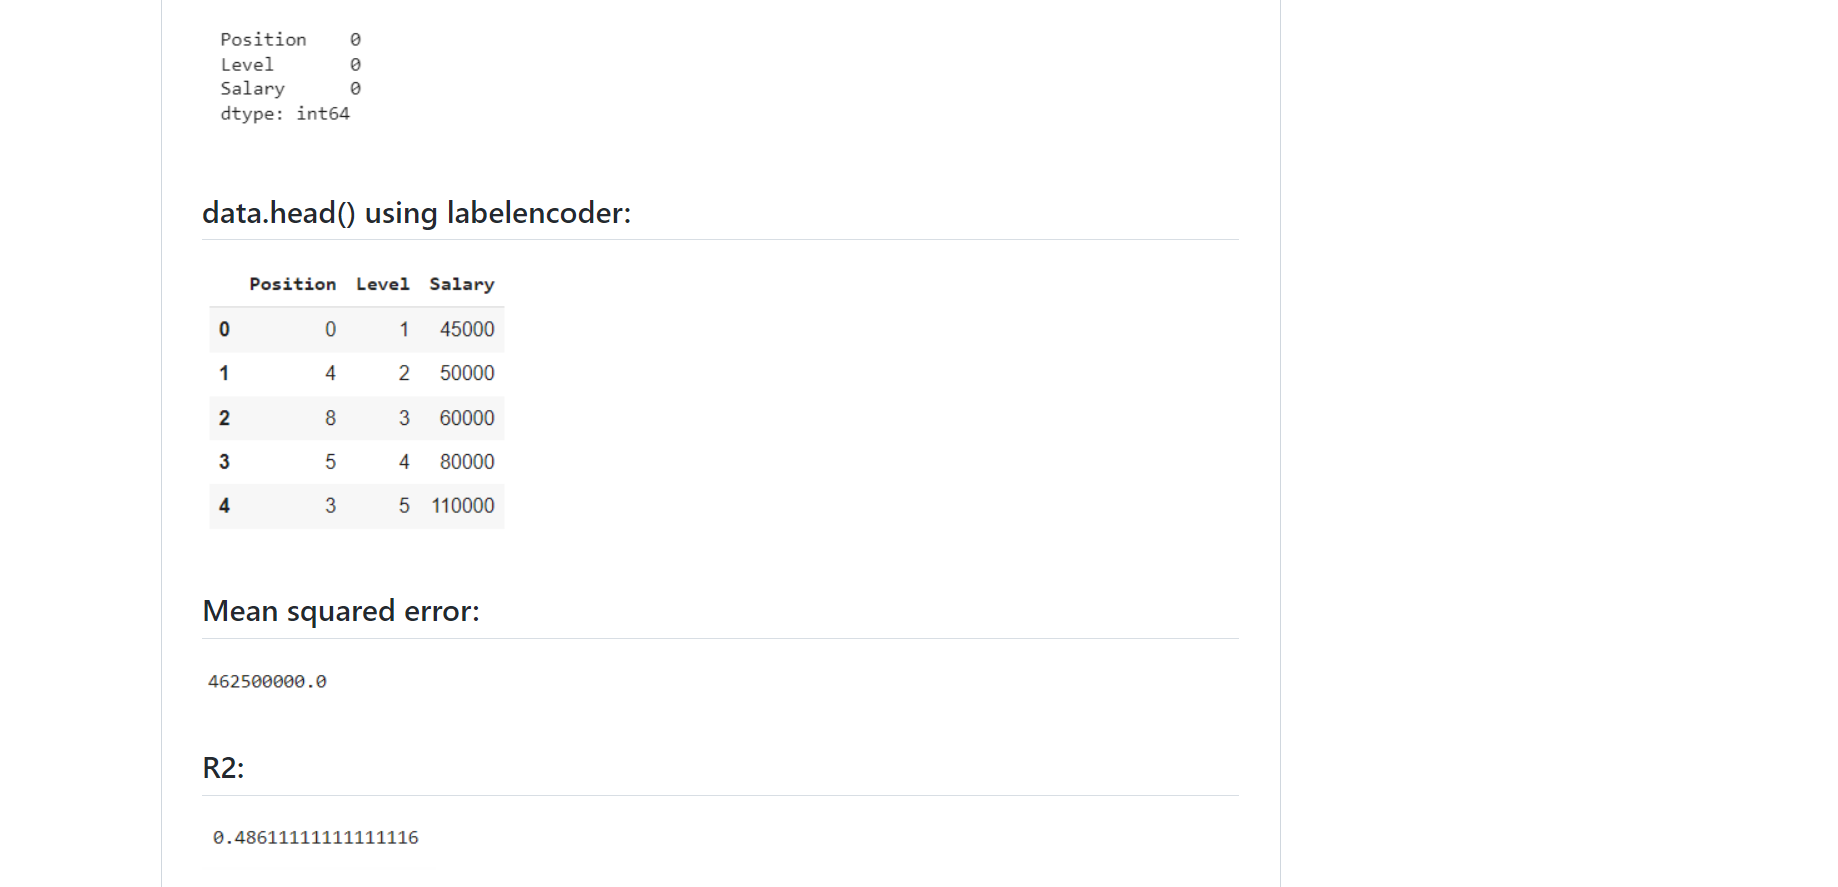 Position    0
Level       0
Salary      0
dtype: int64
data.head() using labelencoder:
Position Level Salary
0 0 1 45000
1 4 2 50000
2 8 3 60000
3 5 4 80000
4 3 5 110000
Mean squared error:
462500000.0
R2:
0.48611111111111116